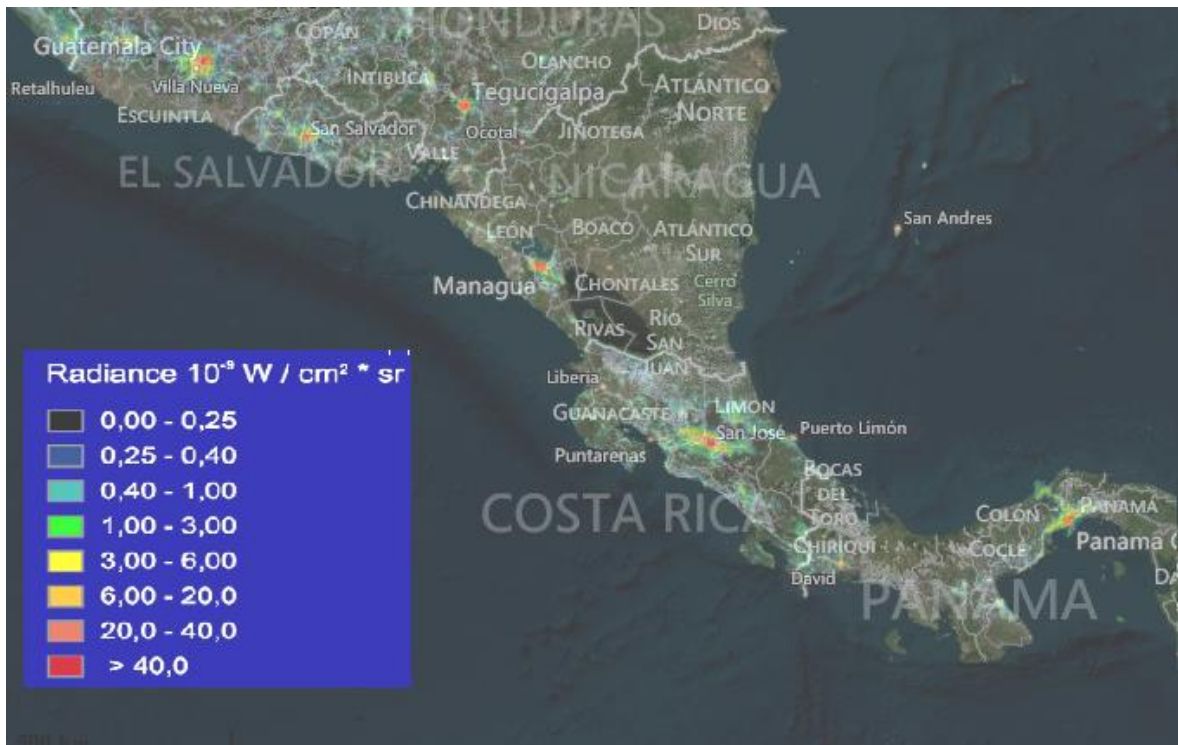 HONDURAS
DIOS
COPÁN
Guatemala City
OLANCHO
INTIBUCÁ
ATLÁNTICO
NORTE
Retalhuleu
Villa Nueva
Tegucigalpa
ESCUINTLA
San Salvador
Ocotal
JINOTEGA
VALLE
EL SALVADOR
NICARAGUA
CHINANDEGA
San Andres
LEÓN
BOACO
ATLÁNTICO
SUR
Managua
CHONTALES
Cerro
Silva
RIVAS
RÍO
SAN
JUAN
Radiance 10⁻⁹ W / cm² * sr
0,00 - 0,25
0,25 - 0,40
0,40 - 1,00
1,00 - 3,00
3,00 - 6,00
6,00 - 20,0
20,0 - 40,0
> 40,0
Liberia
GUANACASTE
LIMÓN
San José
Puerto Limón
Puntarenas
BOCAS
DEL
TORO
COSTA RICA
COLÓN
PANAMÁ
CHIRIQUÍ
COCLÉ
Panama C
David
DA
PANAMA